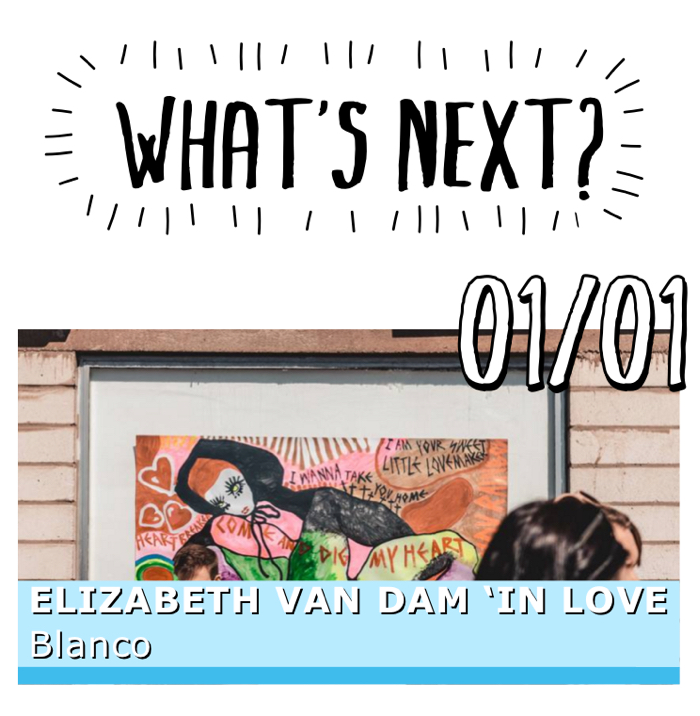 WHAT'S NEXT?
01/01
I AM YOUR SWEET
LITTLE LOVEMAKER
I WANNA TAKE
YOU HOME
HEARTBREAKER
COME AND DIG MY HEART
ELIZABETH VAN DAM ‘IN LOVE
Blanco